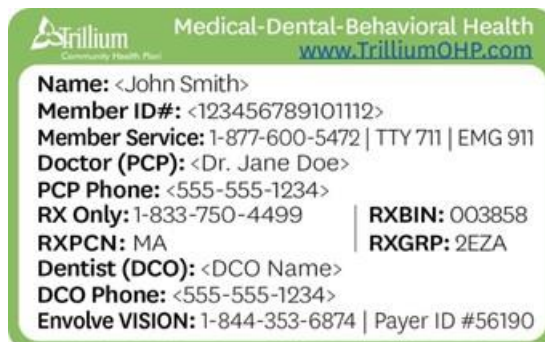 Trillium
Community Health Plan
Medical-Dental-Behavioral Health
www.TrilliumOHP.com
Name: <John Smith>
Member ID#: <123456789101112>
Member Service: 1-877-600-5472 | TTY 711 | EMG 911
Doctor (PCP): <Dr. Jane Doe>
PCP Phone: <555-555-1234>
RX Only: 1-833-750-4499 | RXBIN: 003858
RXPCN: MA | RXGRP: 2EZA
Dentist (DCO): <DCO Name>
DCO Phone: <555-555-1234>
Envolve VISION: 1-844-353-6874 | Payer ID #56190